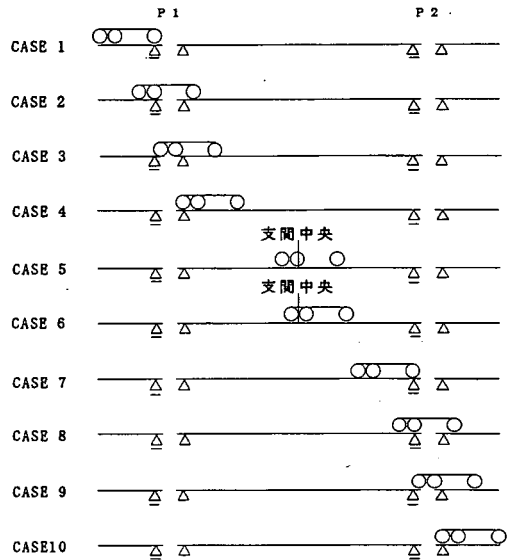 P 1 P 2
CASE 1
CASE 2
CASE 3
CASE 4
支間中央
CASE 5
支間中央
CASE 6
CASE 7
CASE 8
CASE 9
CASE10